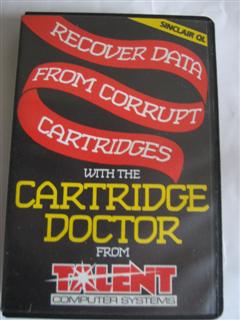 SINCLAIR QL
RECOVER DATA
FROM CORRUPT
CARTRIDGES
WITH THE
CARTRIDGE
DOCTOR
FROM
TALENT
COMPUTER SYSTEMS